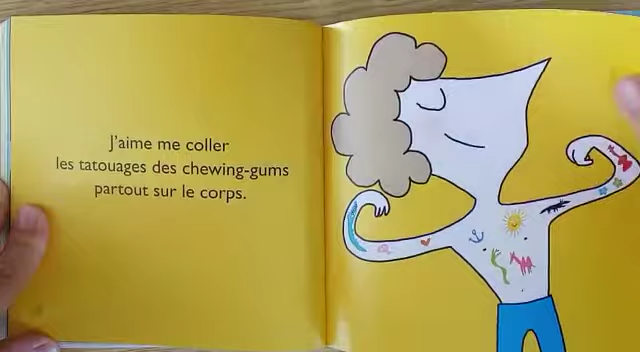 J'aime me coller
les tatouages des chewing-gums
partout sur le corps.